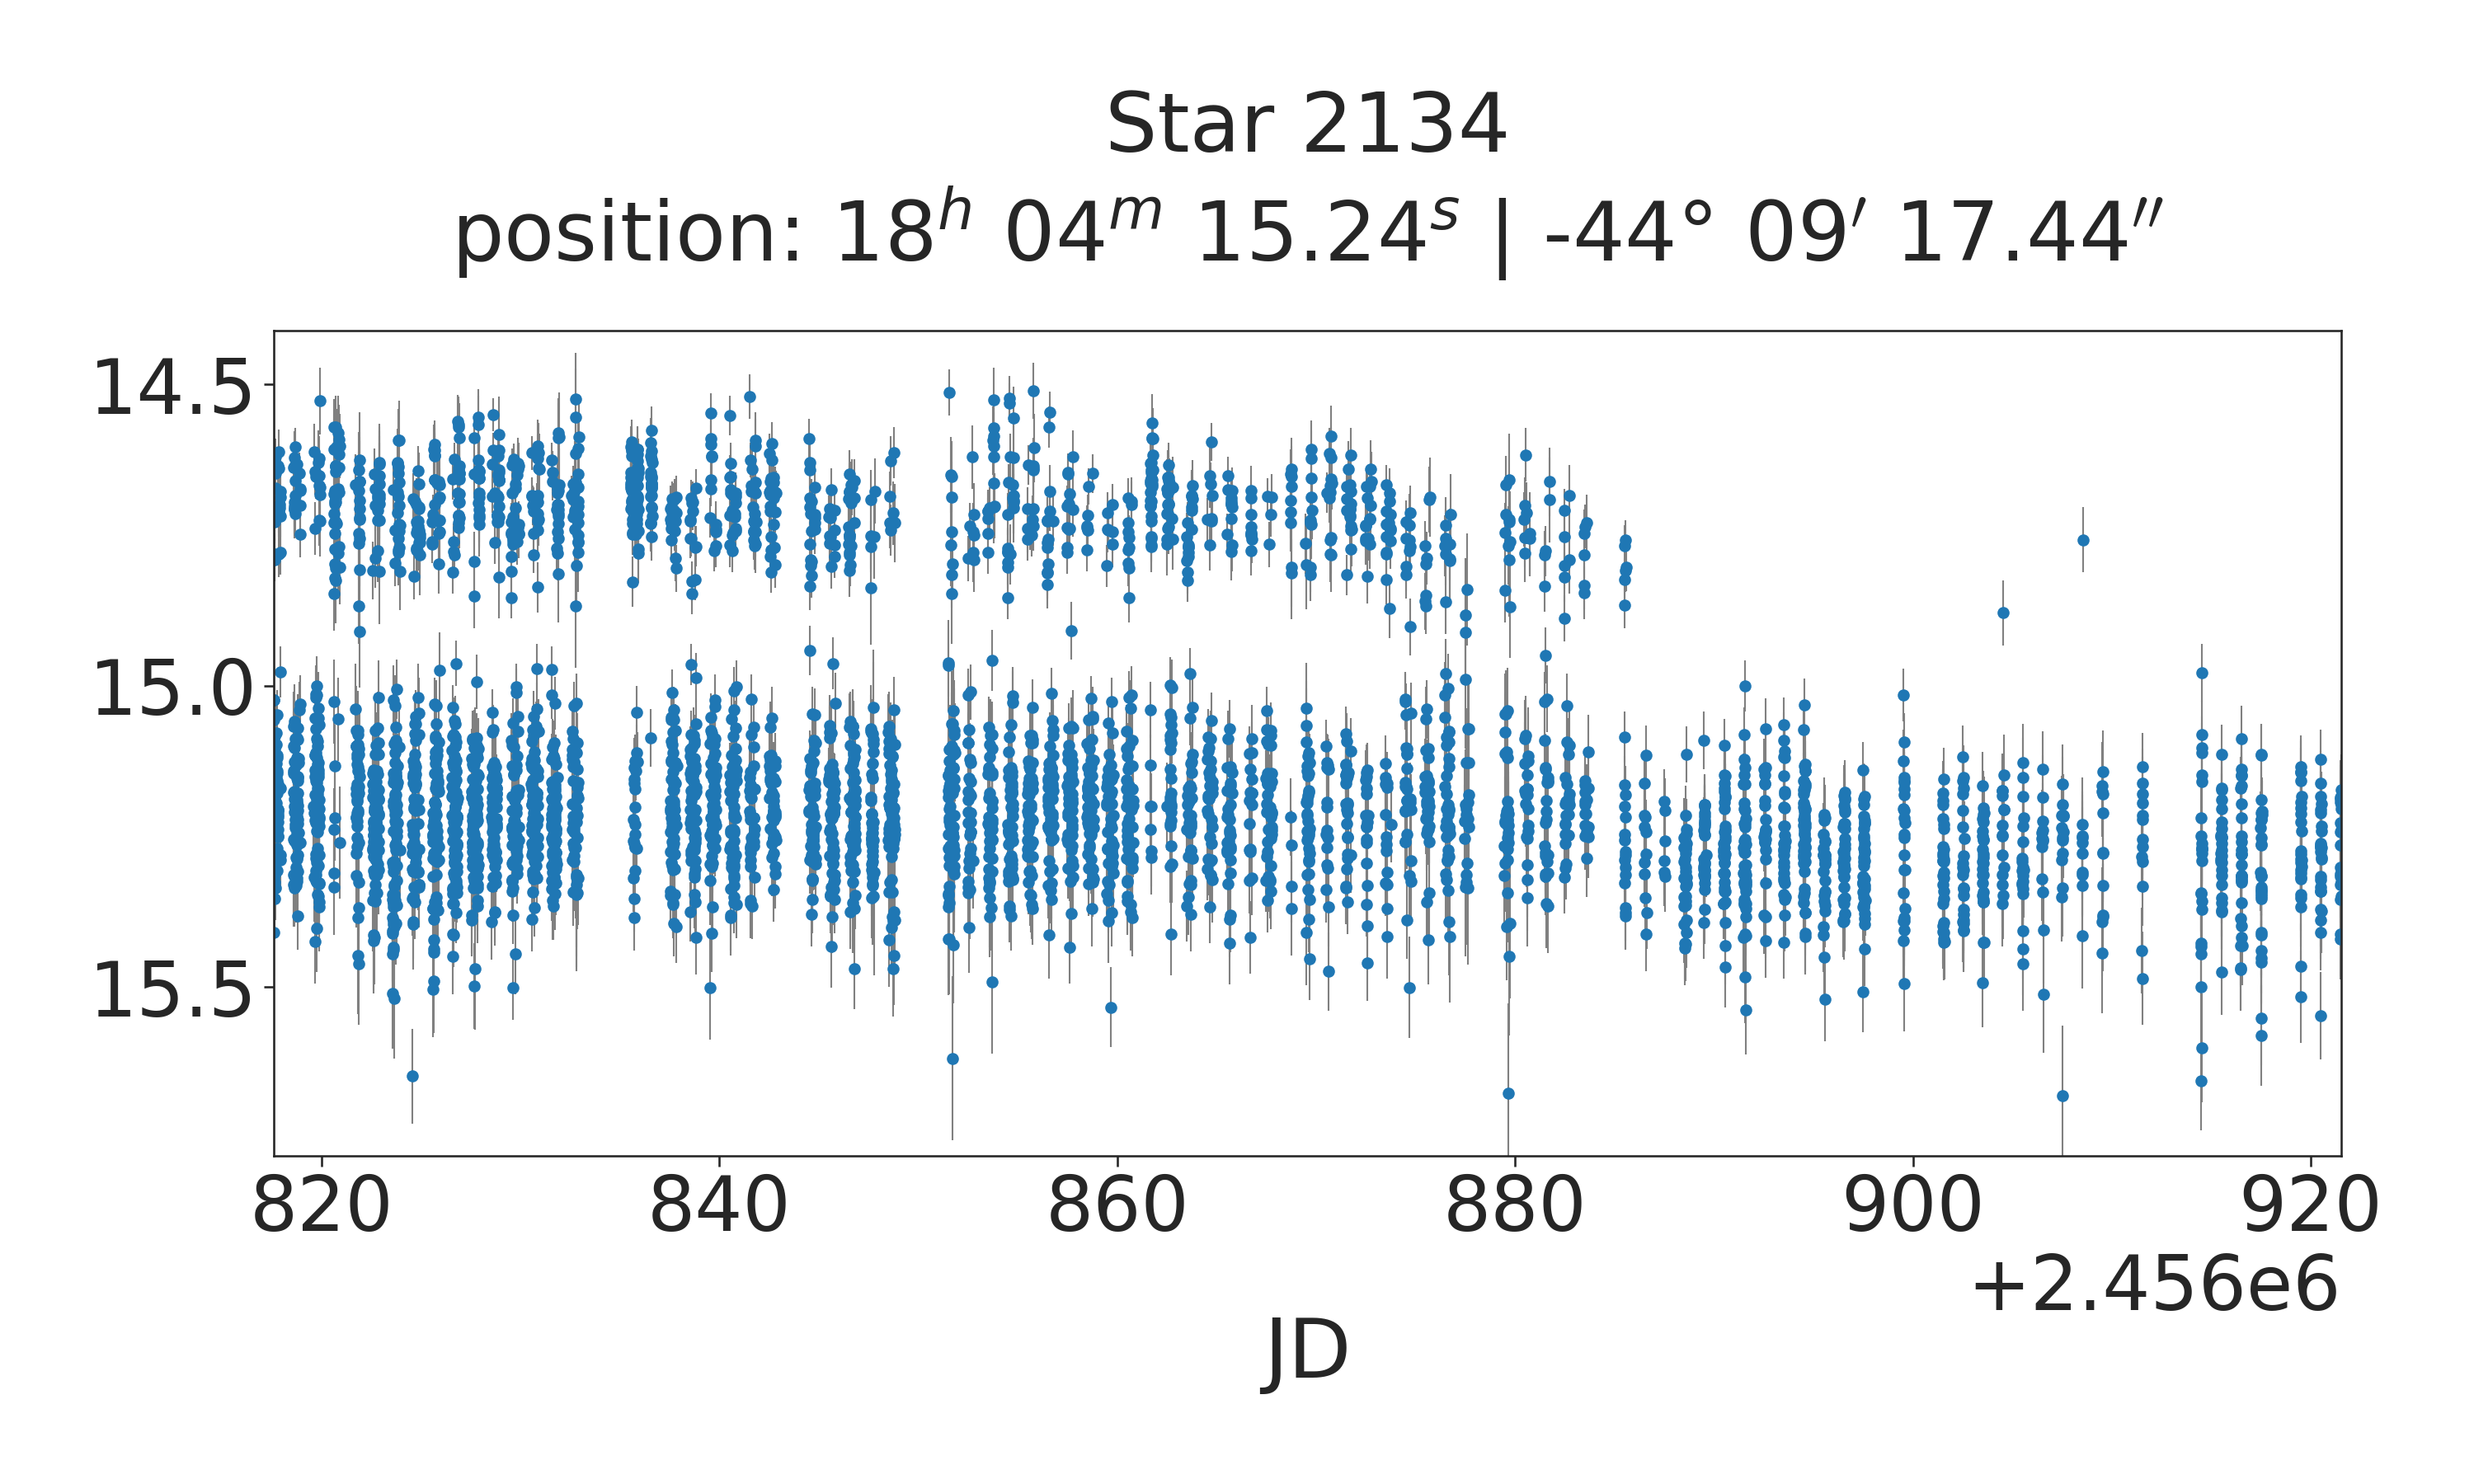 Star 2134
position: 18ʰ 04ᵐ 15.24ˢ | -44° 09′ 17.44″
14.5
15.0
15.5
820 840 860 880 900 920
+2.456e6
JD